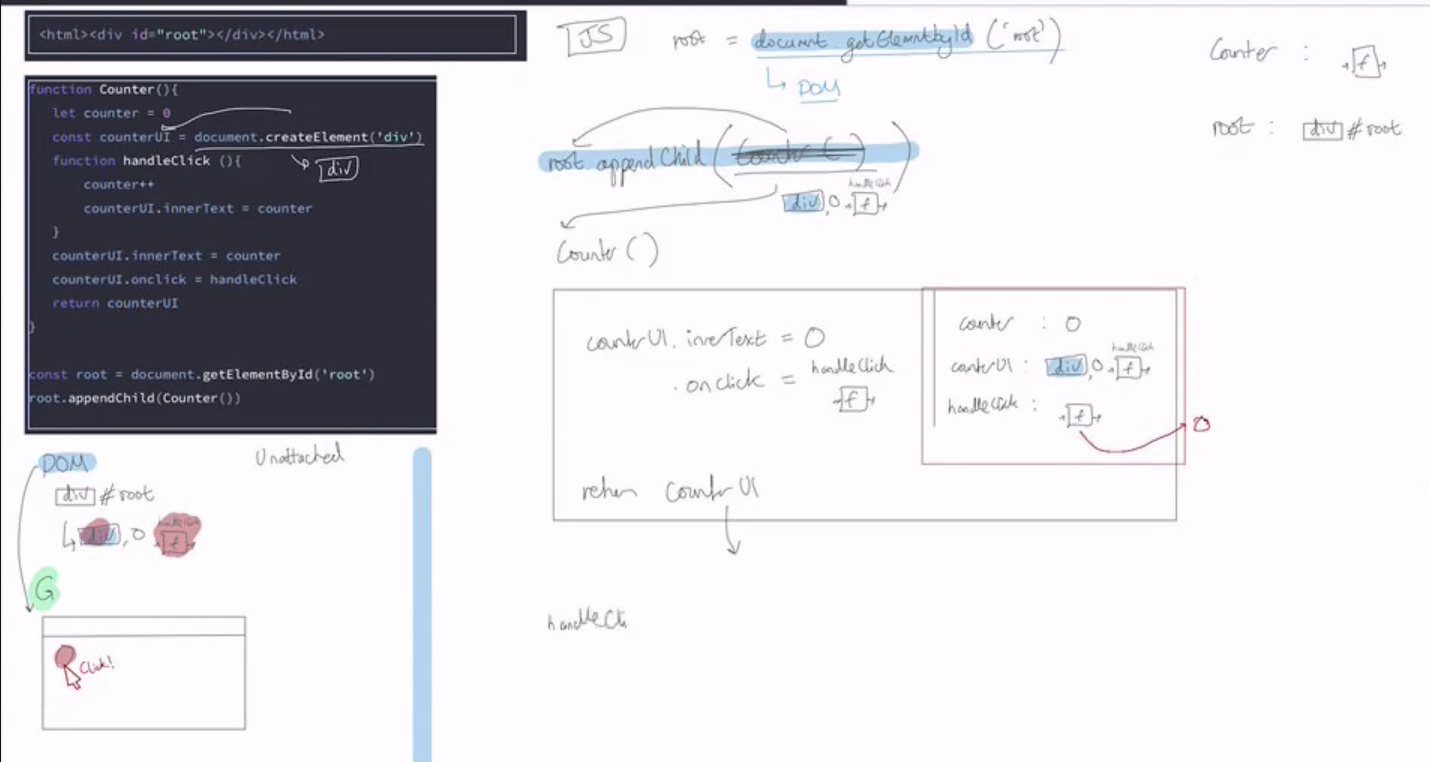 <html><div id="root"></div></html>
function Counter(){
let counter = 0
const counterUI = document.createElement('div')
div
function handleClick (){
counter++
counterUI.innerText = counter
}
counterUI.innerText = counter
counterUI.onclick = handleClick
return counterUI
}
const root = document.getElementById('root')
root.appendChild(Counter())
DOM
Unattached
div #root
handleClick
div, 0 f
G
Click!
JS
root = document.getElemntbyId ('root')
DOM
root.appendChild (Counter ( ))
handleClick
div, 0 f
Counter ( )
counterUI.innerText = 0
.onclick = handleClick
f
return counterUI
counter : 0
handleClick
counterUI : div, 0 f
handleClick : f
handleCli
Counter : f
root : div #root